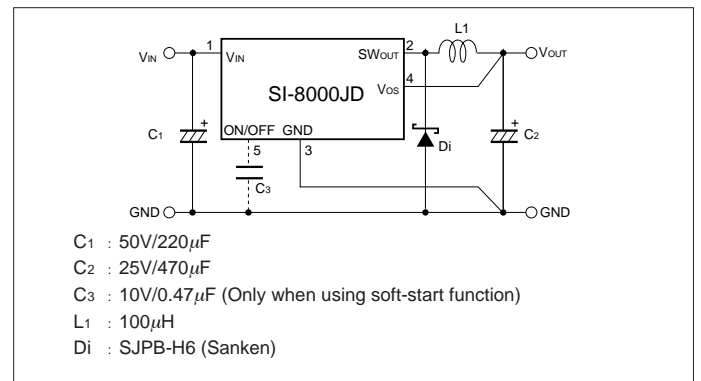 L1
VIN 1 VIN SWOUT 2 VOUT
4
VOS
SI-8000JD
C1 + ON/OFF GND Di + C2
5 3
C3
GND GND
C1 : 50V/220μF
C2 : 25V/470μF
C3 : 10V/0.47μF (Only when using soft-start function)
L1 : 100μH
Di : SJPB-H6 (Sanken)